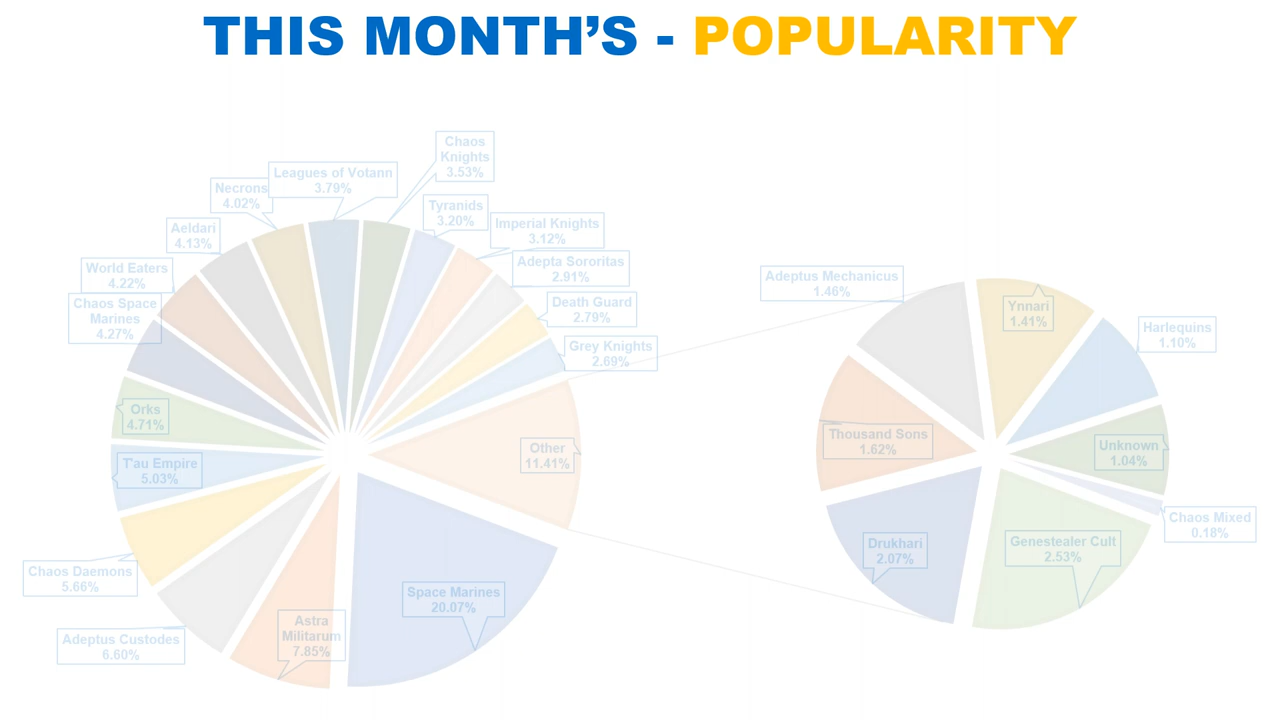 THIS MONTH’S - POPULARITY
Chaos
Knights
3.53%
Leagues of Votann
3.79%
Necrons
4.02%
Tyranids
3.20%
Imperial Knights
3.12%
Aeldari
4.13%
Adepta Sororitas
2.91%
World Eaters
4.22%
Chaos Space
Marines
4.27%
Death Guard
2.79%
Grey Knights
2.69%
Orks
4.71%
T'au Empire
5.03%
Other
11.41%
Chaos Daemons
5.66%
Space Marines
20.07%
Astra
Militarum
7.85%
Adeptus Custodes
6.60%
Adeptus Mechanicus
1.46%
Ynnari
1.41%
Harlequins
1.10%
Thousand Sons
1.62%
Unknown
1.04%
Chaos Mixed
0.18%
Drukhari
2.07%
Genestealer Cult
2.53%